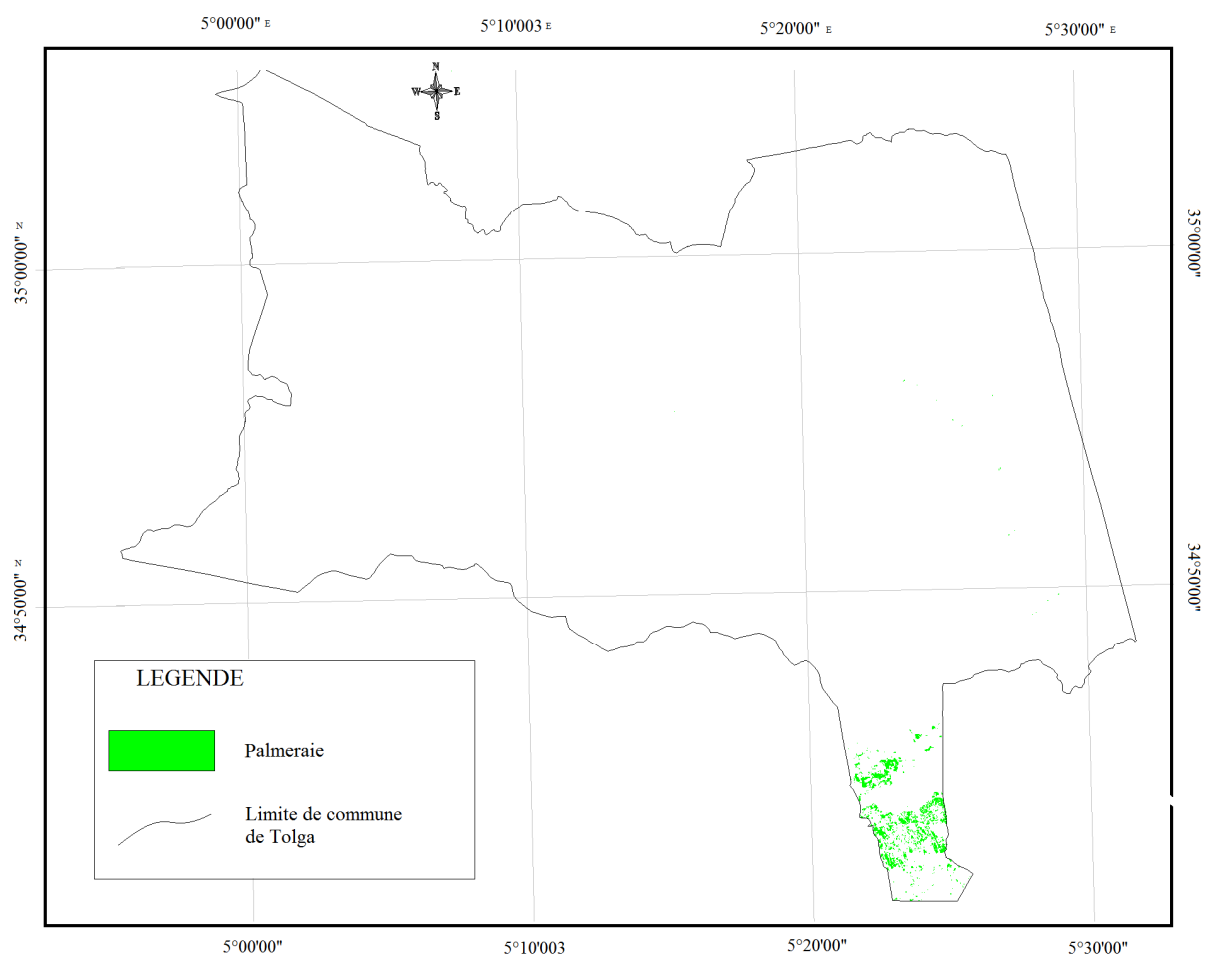 5°00'00" E
5°10'003 E
5°20'00" E
5°30'00" E
N
W E
S
35°00'00" N
35°00'00"
34°50'00" N
34°50'00"
LEGENDE
Palmeraie
Limite de commune
de Tolga
5°00'00"
5°10'003
5°20'00"
5°30'00"